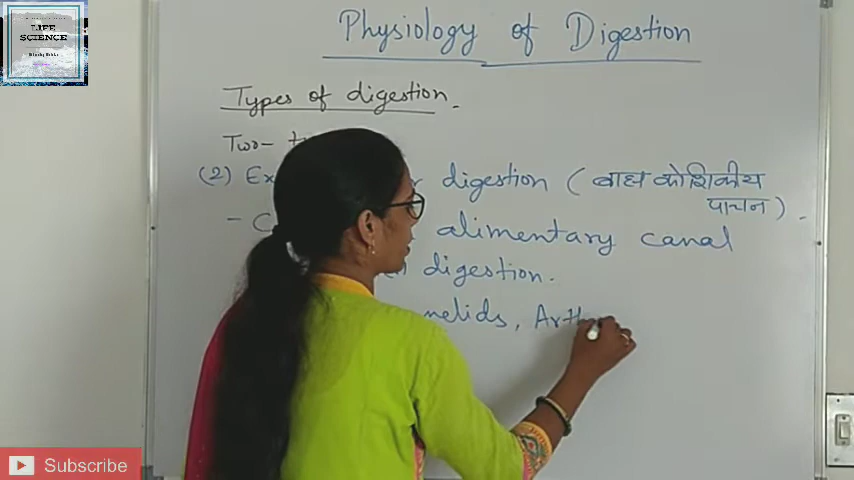 LIFE
SCIENCE
Physiology of Digestion
Types of digestion.
Two-
(2) Ex digestion (बाह्य कोशिकीय
पाचन).
- C alimentary canal
digestion.
nelids, Arth
Subscribe